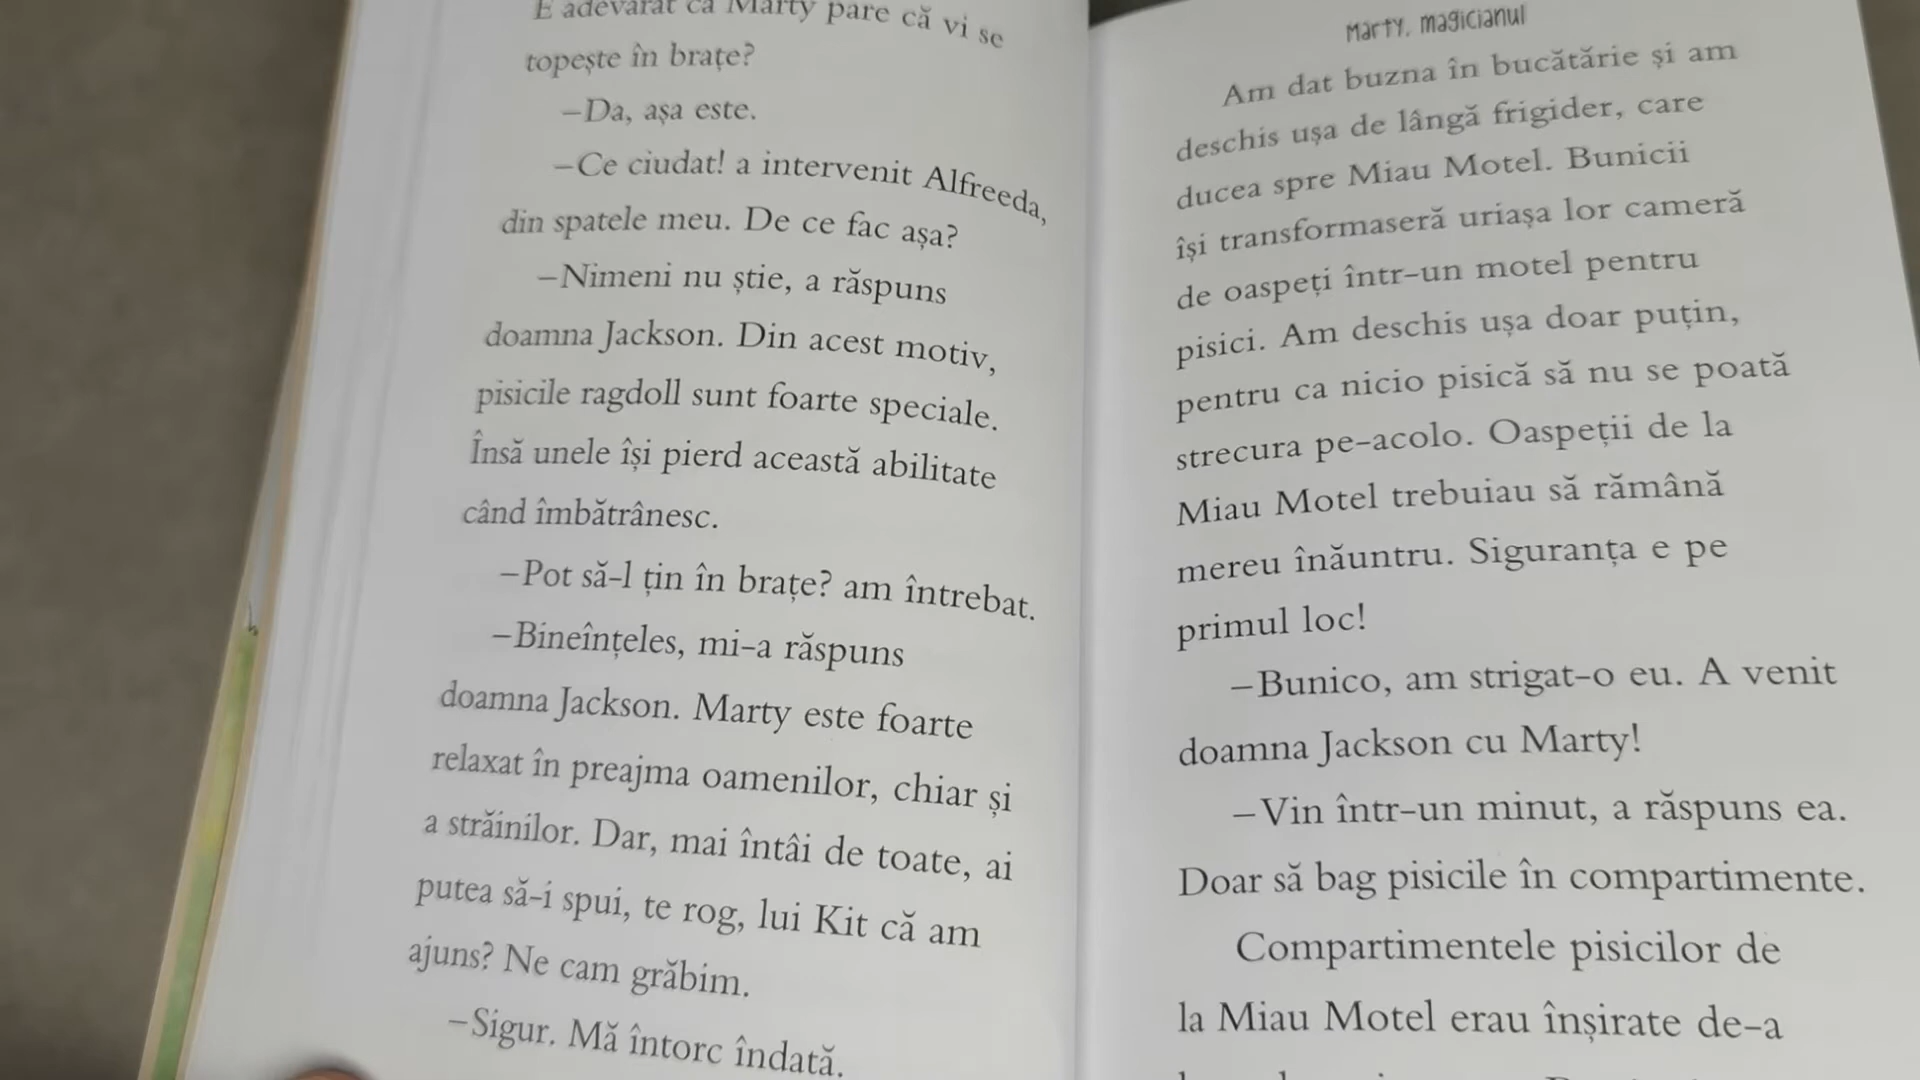 E adevărat că Marty pare că vi se
topește în brațe?
–Da, așa este.
–Ce ciudat! a intervenit Alfreeda,
din spatele meu. De ce fac așa?
–Nimeni nu știe, a răspuns
doamna Jackson. Din acest motiv,
pisicile ragdoll sunt foarte speciale.
Însă unele își pierd această abilitate
când îmbătrânesc.
–Pot să-l țin în brațe? am întrebat.
–Bineînțeles, mi-a răspuns
doamna Jackson. Marty este foarte
relaxat în preajma oamenilor, chiar și
a străinilor. Dar, mai întâi de toate, ai
putea să-i spui, te rog, lui Kit că am
ajuns? Ne cam grăbim.
–Sigur. Mă întorc îndată.
Marty, magicianul
Am dat buzna în bucătărie și am
deschis ușa de lângă frigider, care
ducea spre Miau Motel. Bunicii
își transformaseră uriașa lor cameră
de oaspeți într-un motel pentru
pisici. Am deschis ușa doar puțin,
pentru ca nicio pisică să nu se poată
strecura pe-acolo. Oaspeții de la
Miau Motel trebuiau să rămână
mereu înăuntru. Siguranța e pe
primul loc!
–Bunico, am strigat-o eu. A venit
doamna Jackson cu Marty!
–Vin într-un minut, a răspuns ea.
Doar să bag pisicile în compartimente.
Compartimentele pisicilor de
la Miau Motel erau înșirate de-a